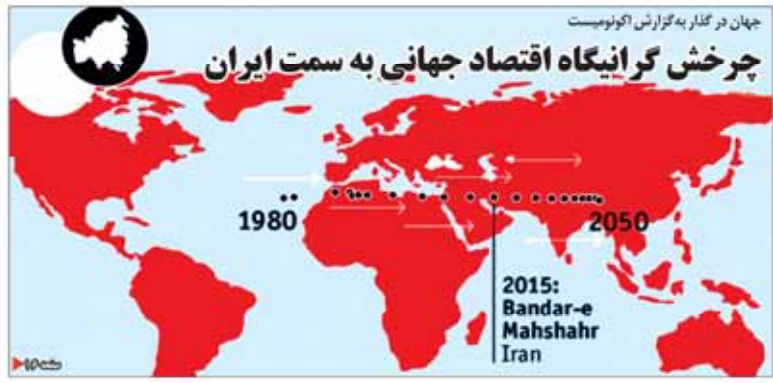 جهان در گذار به گزارش اکونومیست
چرخش گرانیگاه اقتصاد جهانی به سمت ایران
1980
2050
2015:
Bandar-e
Mahshahr
Iran
صفحه